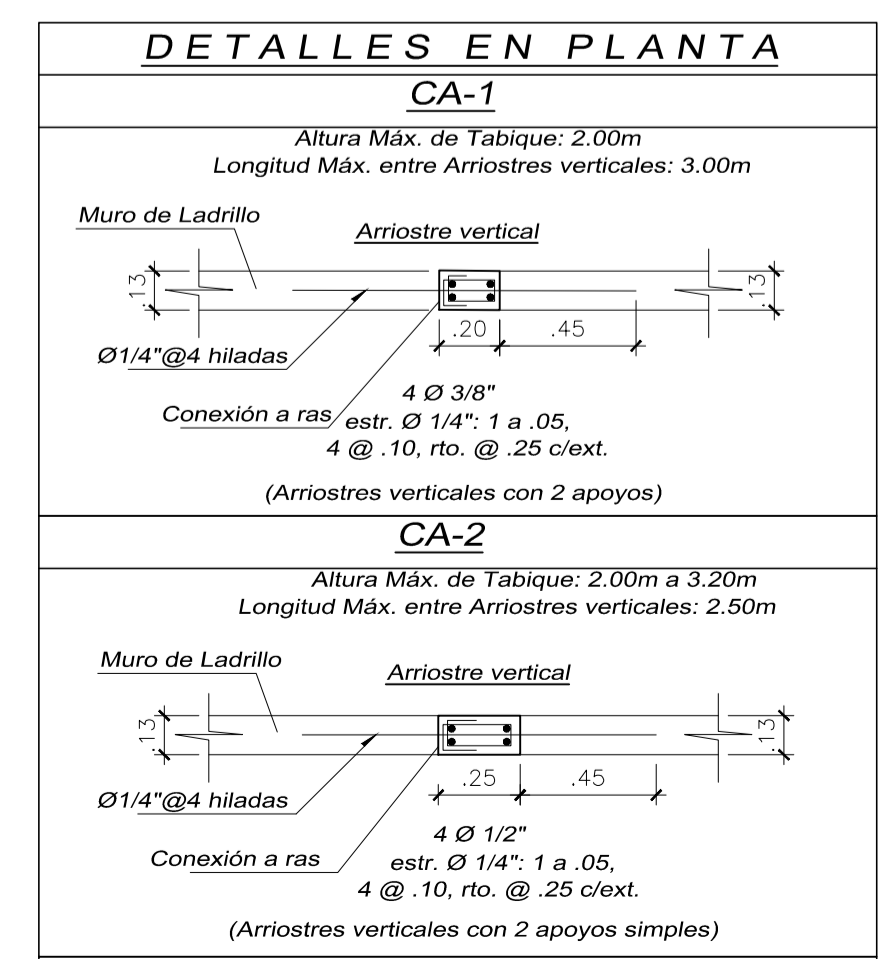 DETALLES EN PLANTA
CA-1
Altura Máx. de Tabique: 2.00m
Longitud Máx. entre Arriostres verticales: 3.00m
Muro de Ladrillo
Arriostre vertical
.13
.13
.20
.45
Ø1/4"@4 hiladas
4 Ø 3/8"
Conexión a ras
estr. Ø 1/4": 1 a .05,
4 @ .10, rto. @ .25 c/ext.
(Arriostres verticales con 2 apoyos)
CA-2
Altura Máx. de Tabique: 2.00m a 3.20m
Longitud Máx. entre Arriostres verticales: 2.50m
Muro de Ladrillo
Arriostre vertical
.13
.13
.25
.45
Ø1/4"@4 hiladas
4 Ø 1/2"
Conexión a ras
estr. Ø 1/4": 1 a .05,
4 @ .10, rto. @ .25 c/ext.
(Arriostres verticales con 2 apoyos simples)